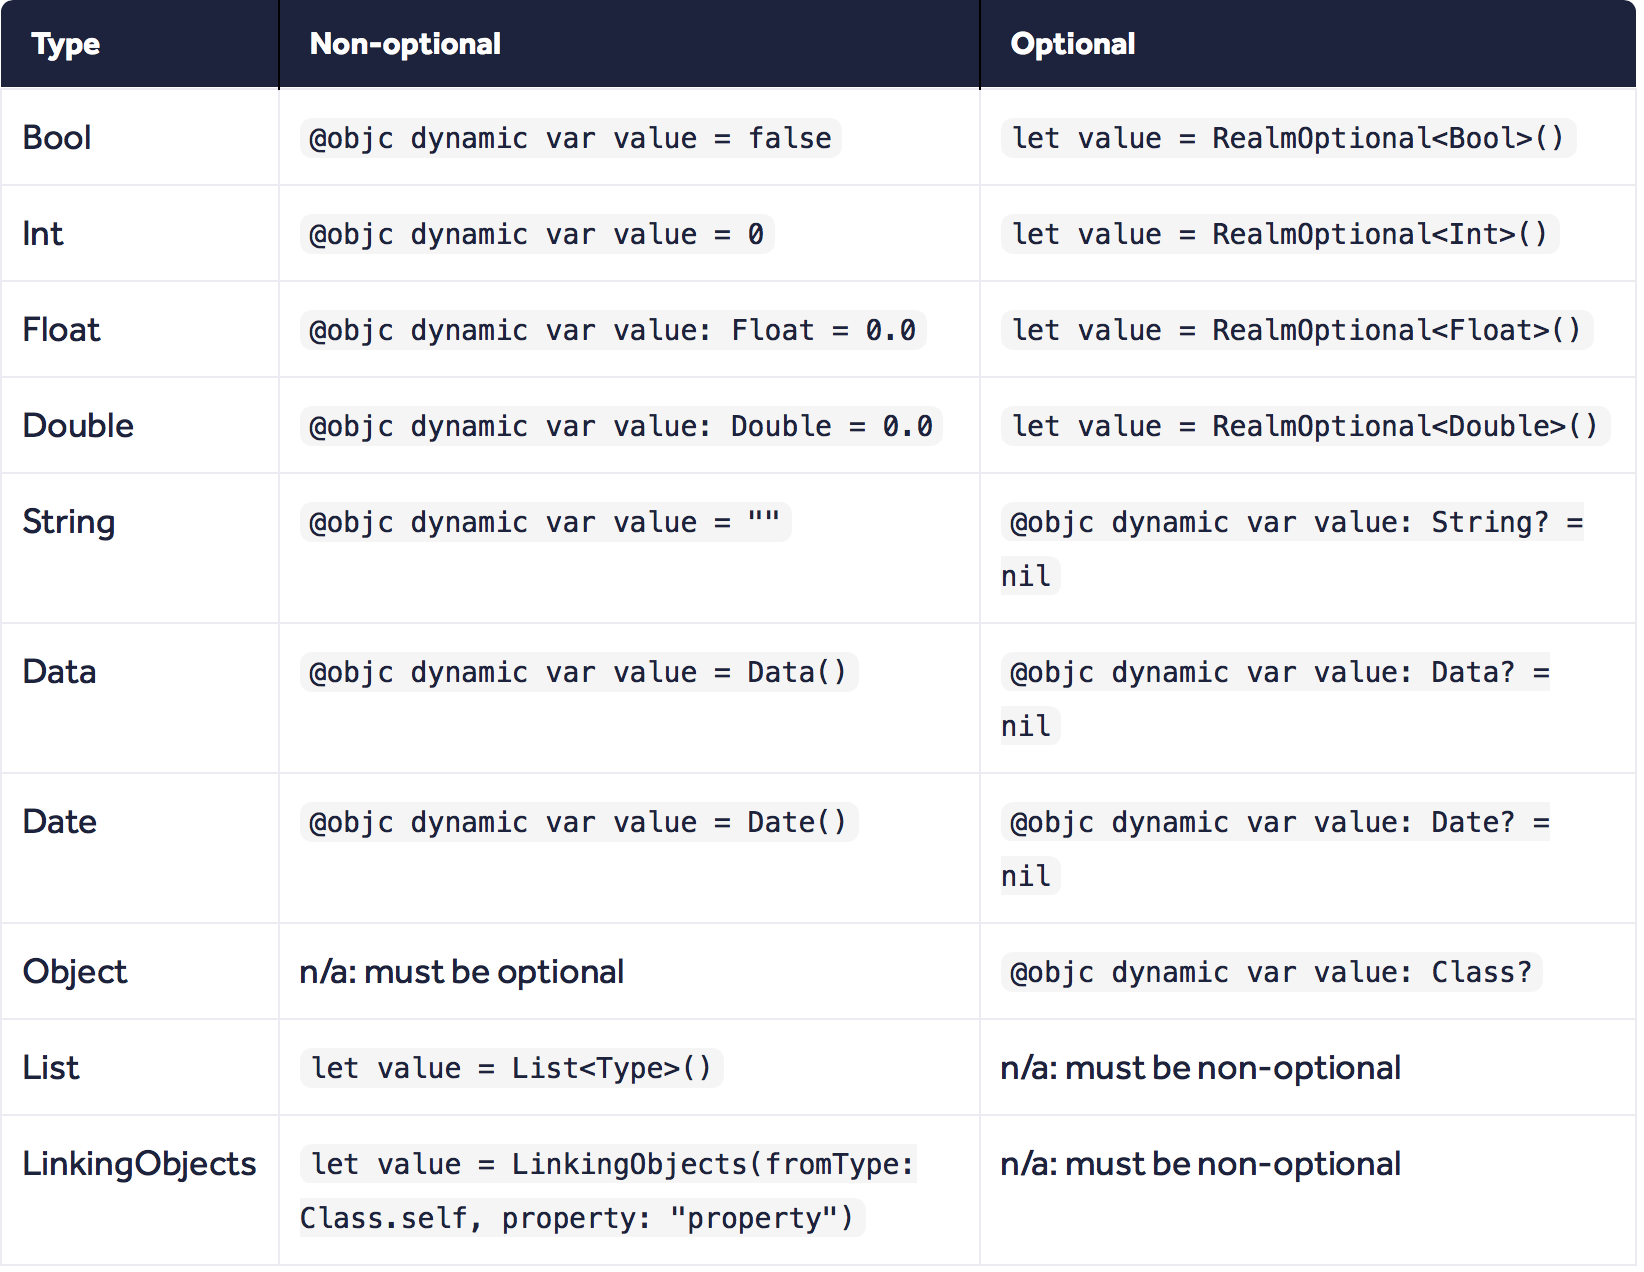 Type Non-optional Optional
Bool @objc dynamic var value = false let value = RealmOptional<Bool>()
Int @objc dynamic var value = 0 let value = RealmOptional<Int>()
Float @objc dynamic var value: Float = 0.0 let value = RealmOptional<Float>()
Double @objc dynamic var value: Double = 0.0 let value = RealmOptional<Double>()
String @objc dynamic var value = "" @objc dynamic var value: String? =
nil
Data @objc dynamic var value = Data() @objc dynamic var value: Data? =
nil
Date @objc dynamic var value = Date() @objc dynamic var value: Date? =
nil
Object n/a: must be optional @objc dynamic var value: Class?
List let value = List<Type>() n/a: must be non-optional
LinkingObjects let value = LinkingObjects(fromType: n/a: must be non-optional
Class.self, property: "property")